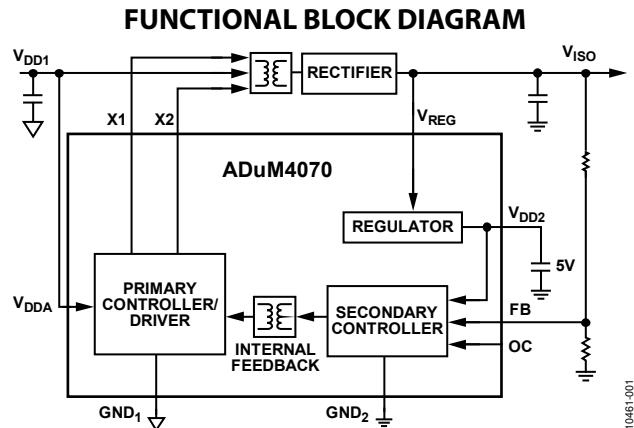 FUNCTIONAL BLOCK DIAGRAM
VDD1
RECTIFIER
VISO
X1
X2
VREG
ADuM4070
REGULATOR
VDD2
5V
PRIMARY
CONTROLLER/
DRIVER
VDDA
INTERNAL
FEEDBACK
SECONDARY
CONTROLLER
FB
OC
GND1
GND2
10461-001